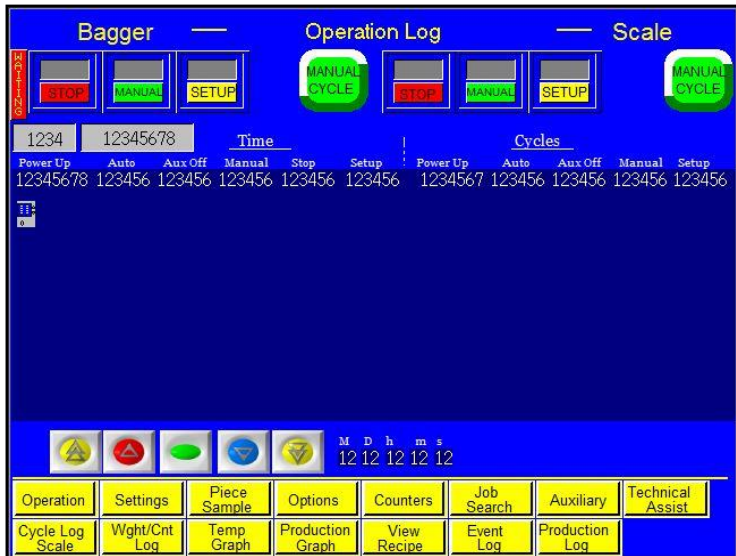 Bagger — Operation Log — Scale
WAITING
STOP MANUAL SETUP MANUAL CYCLE STOP MANUAL SETUP MANUAL CYCLE
1234 12345678 Time Cycles
Power Up Auto Aux Off Manual Stop Setup Power Up Auto Aux Off Manual Setup
12345678 123456 123456 123456 123456 123456 1234567 123456 123456 123456 123456
0
M D h m s
12 12 12 12 12
Operation Settings Piece Sample Options Counters Job Search Auxiliary Technical Assist
Cycle Log Scale Wght/Cnt Log Temp Graph Production Graph View Recipe Event Log Production Log